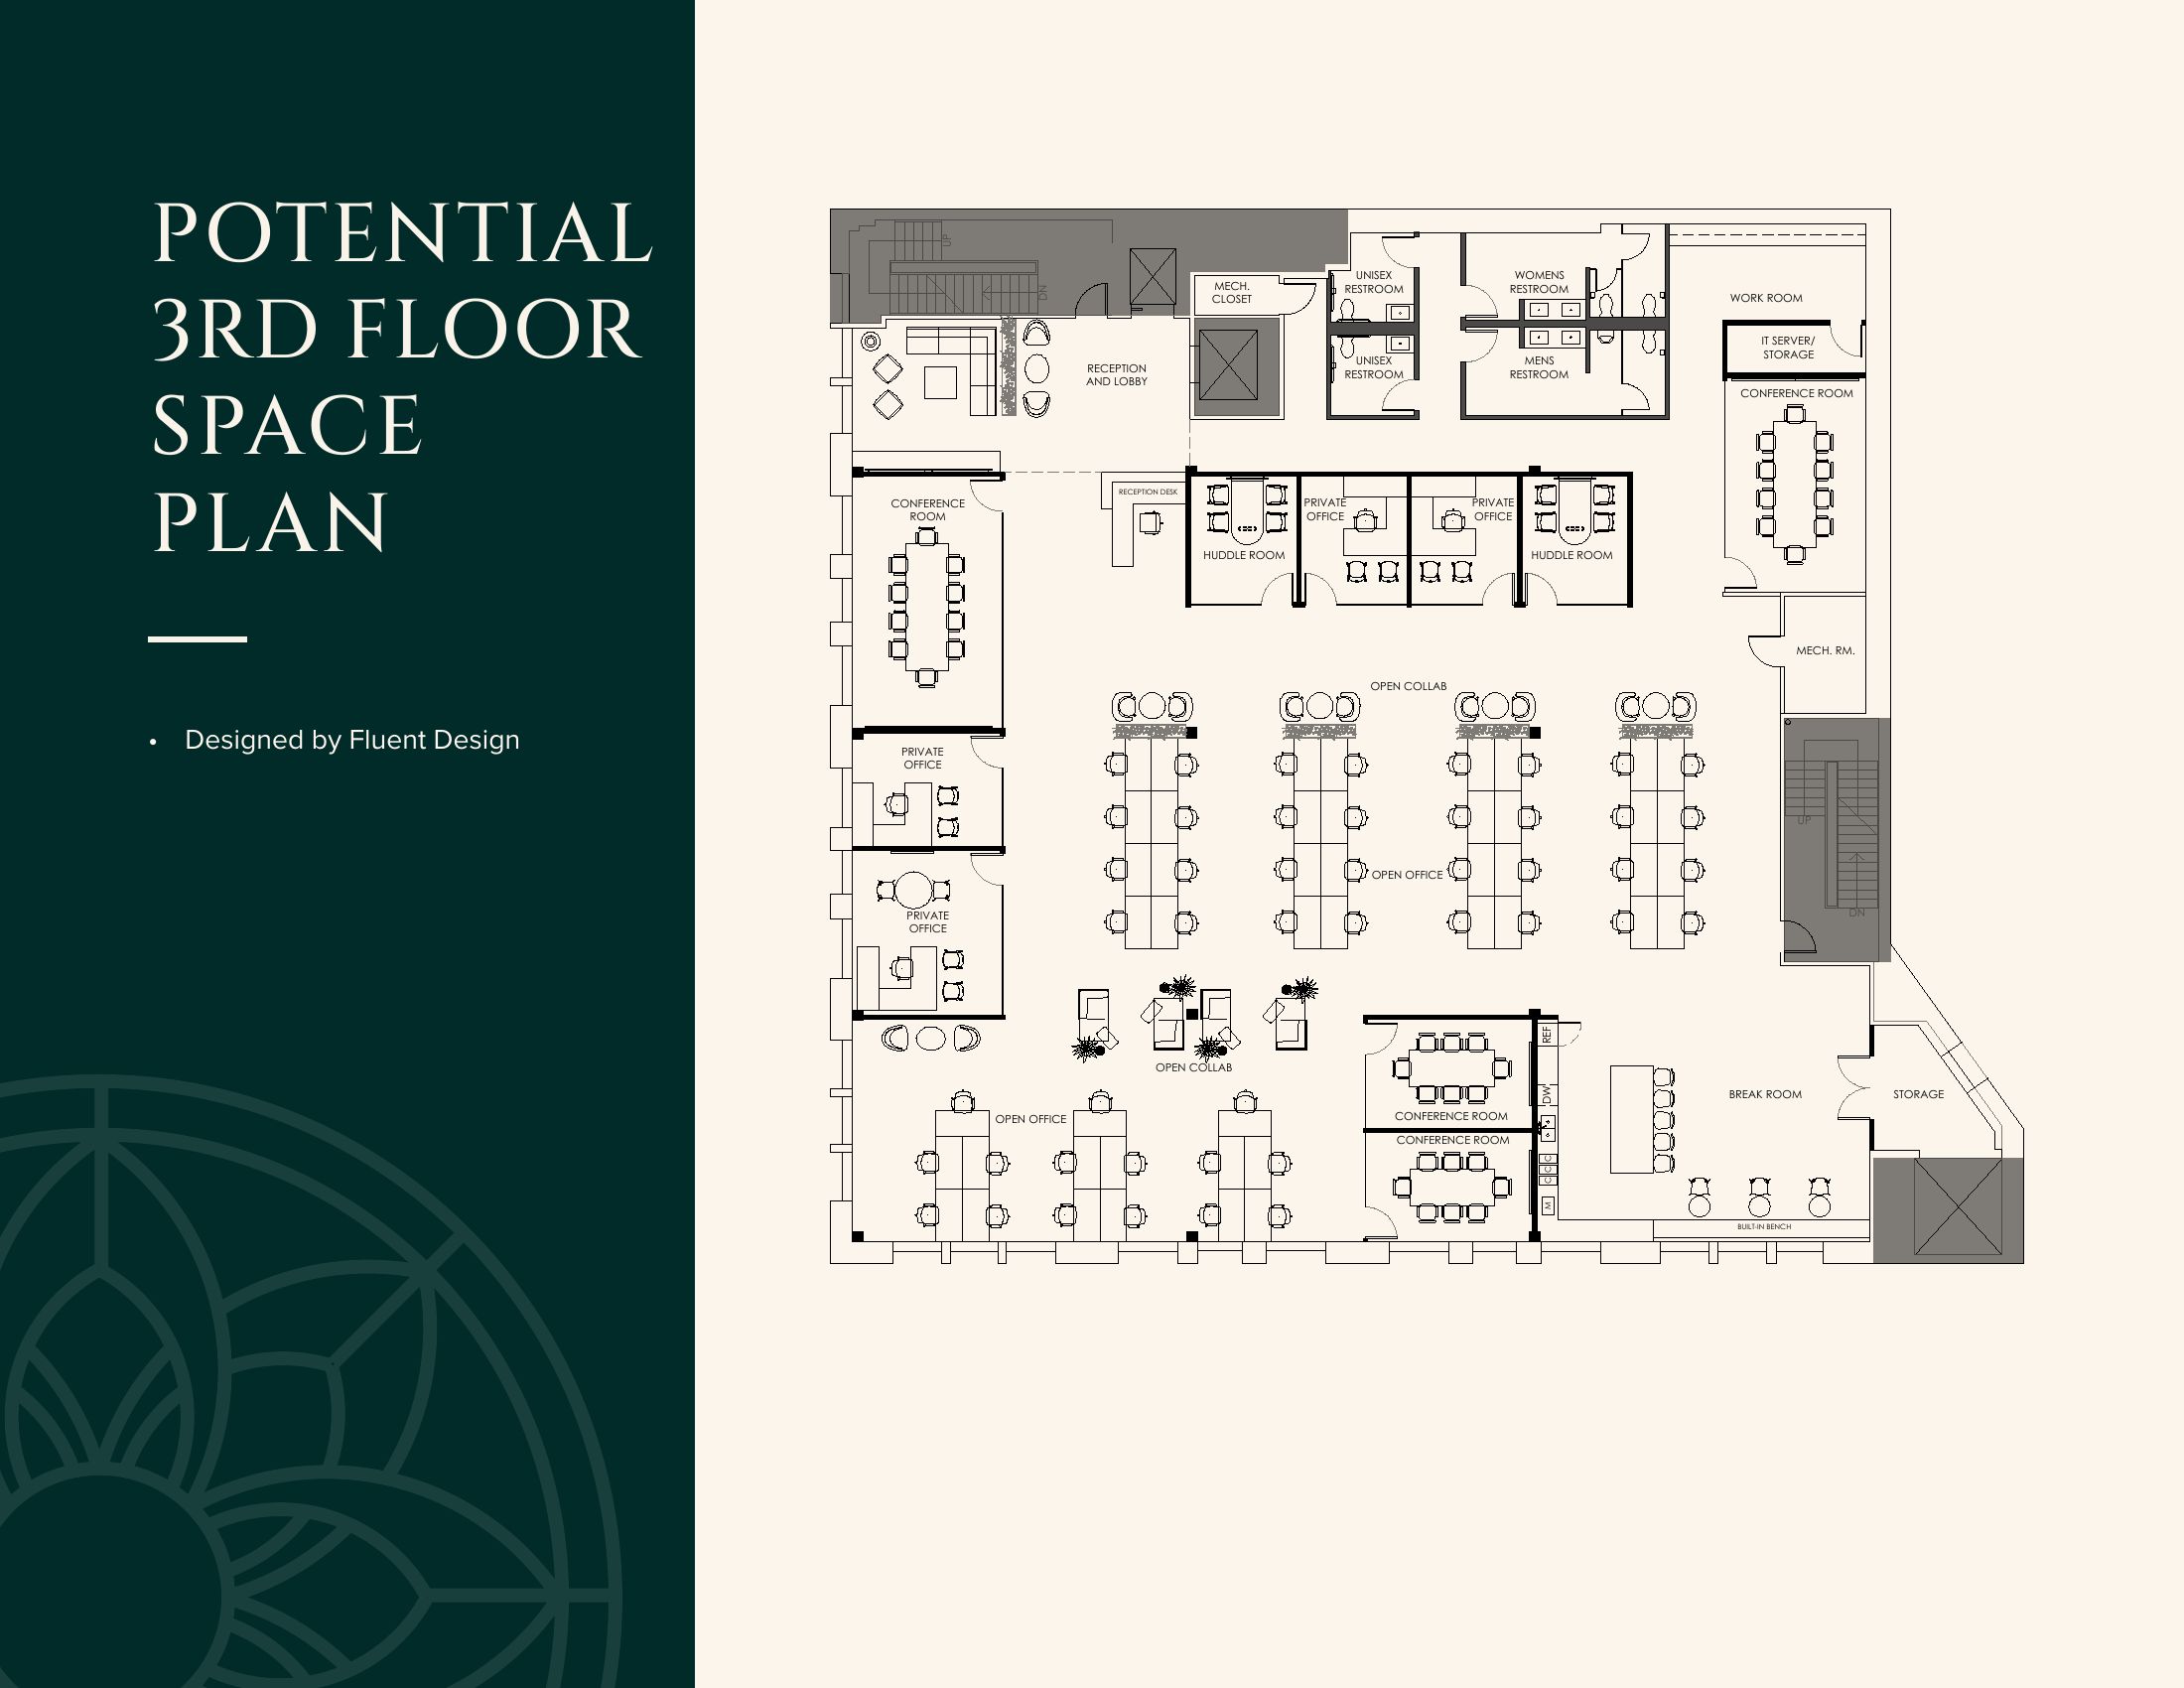 POTENTIAL
3RD FLOOR
SPACE
PLAN
• Designed by Fluent Design
UP
DN
MECH.
CLOSET
UNISEX
RESTROOM
WOMENS
RESTROOM
WORK ROOM
IT SERVER/
STORAGE
UNISEX
RESTROOM
MENS
RESTROOM
RECEPTION
AND LOBBY
CONFERENCE ROOM
CONFERENCE
ROOM
RECEPTION DESK
HUDDLE ROOM
PRIVATE
OFFICE
PRIVATE
OFFICE
HUDDLE ROOM
MECH. RM.
OPEN COLLAB
PRIVATE
OFFICE
UP
DN
OPEN OFFICE
PRIVATE
OFFICE
OPEN COLLAB
OPEN OFFICE
CONFERENCE ROOM
CONFERENCE ROOM
REF
DW
C
C
C
M
BREAK ROOM
STORAGE
BUILT-IN BENCH